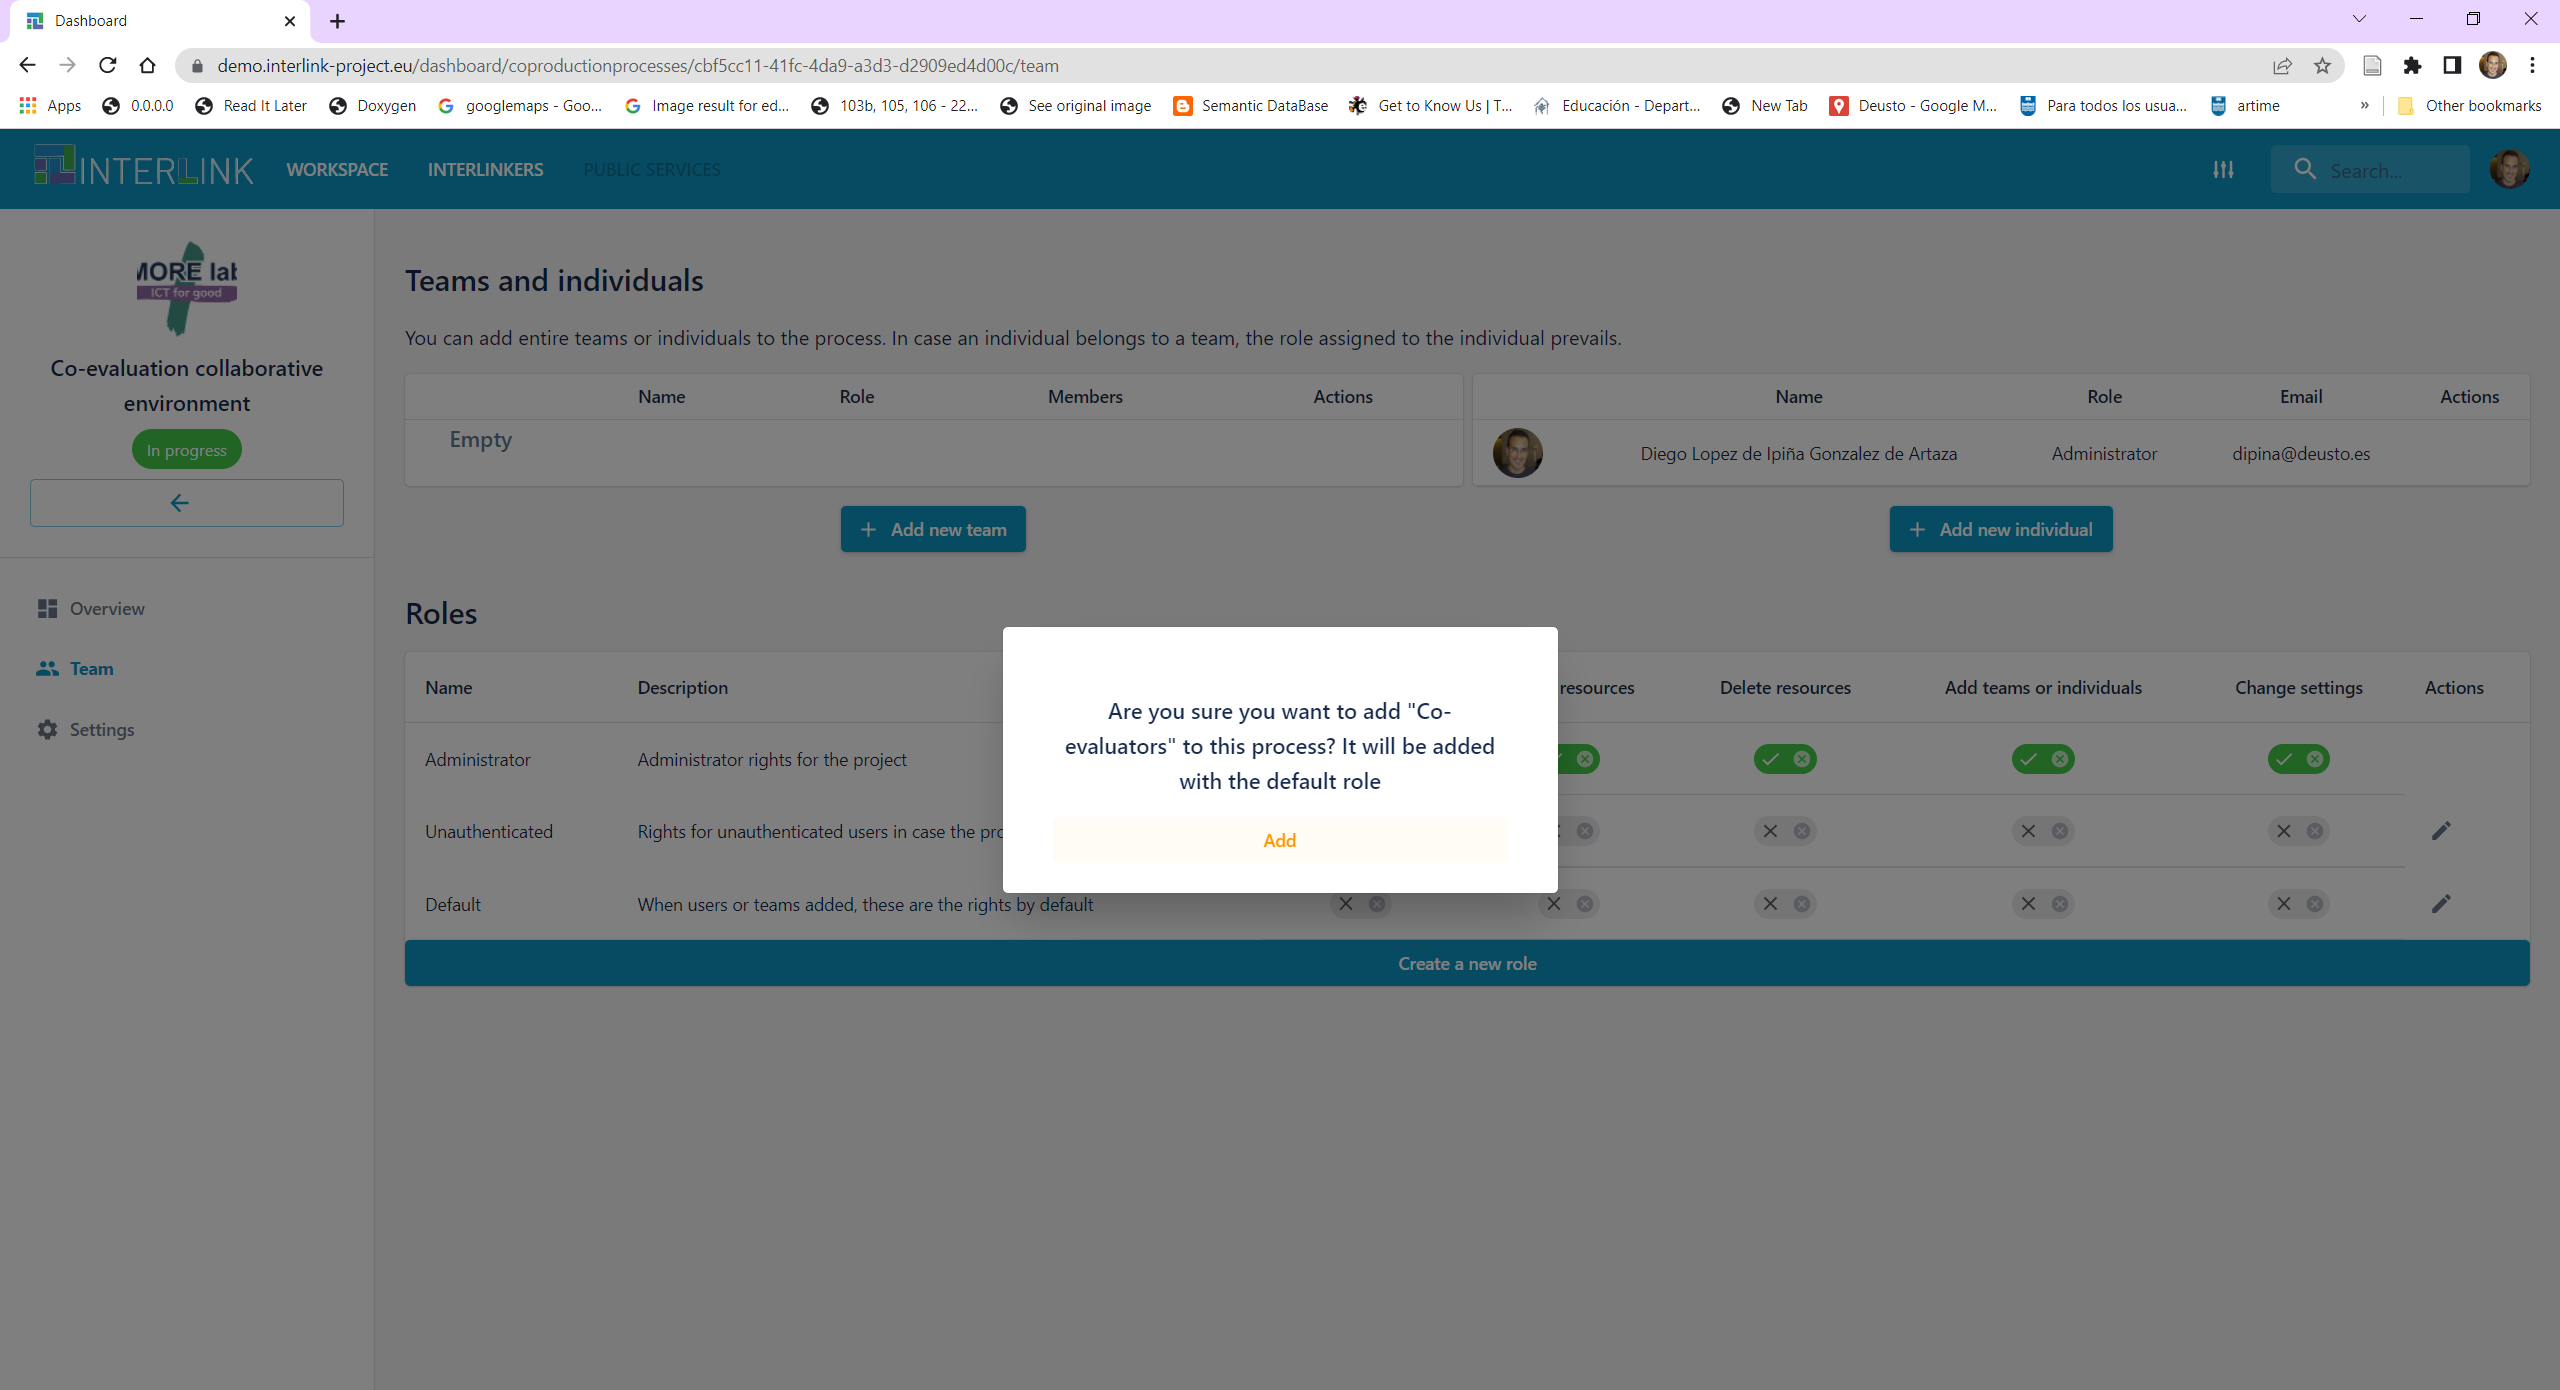 Dashboard
demo.interlink-project.eu/dashboard/coproductionprocesses/cbf5cc11-41fc-4da9-a3d3-d2909ed4d00c/team
Apps 0.0.0.0 Read It Later Doxygen googlemaps - Goo... Image result for ed... 103b, 105, 106 - 22... See original image Semantic DataBase Get to Know Us | T... Educación - Depart... New Tab Deusto - Google M... Para todos los usua... artime » Other bookmarks
INTERLINK WORKSPACE INTERLINKERS PUBLIC SERVICES Search...
MORE lab
ICT for good
Co-evaluation collaborative
environment
In progress
Overview
Team
Settings
Teams and individuals
You can add entire teams or individuals to the process. In case an individual belongs to a team, the role assigned to the individual prevails.
Name Role Members Actions
Empty
Add new team
Name Role Email Actions
Diego Lopez de Ipiña Gonzalez de Artaza Administrator dipina@deusto.es
Add new individual
Roles
Name Description resources Delete resources Add teams or individuals Change settings Actions
Administrator Administrator rights for the project
Unauthenticated Rights for unauthenticated users in case the pro
Default When users or teams added, these are the rights by default
Create a new role
Are you sure you want to add "Co-
evaluators" to this process? It will be added
with the default role
Add